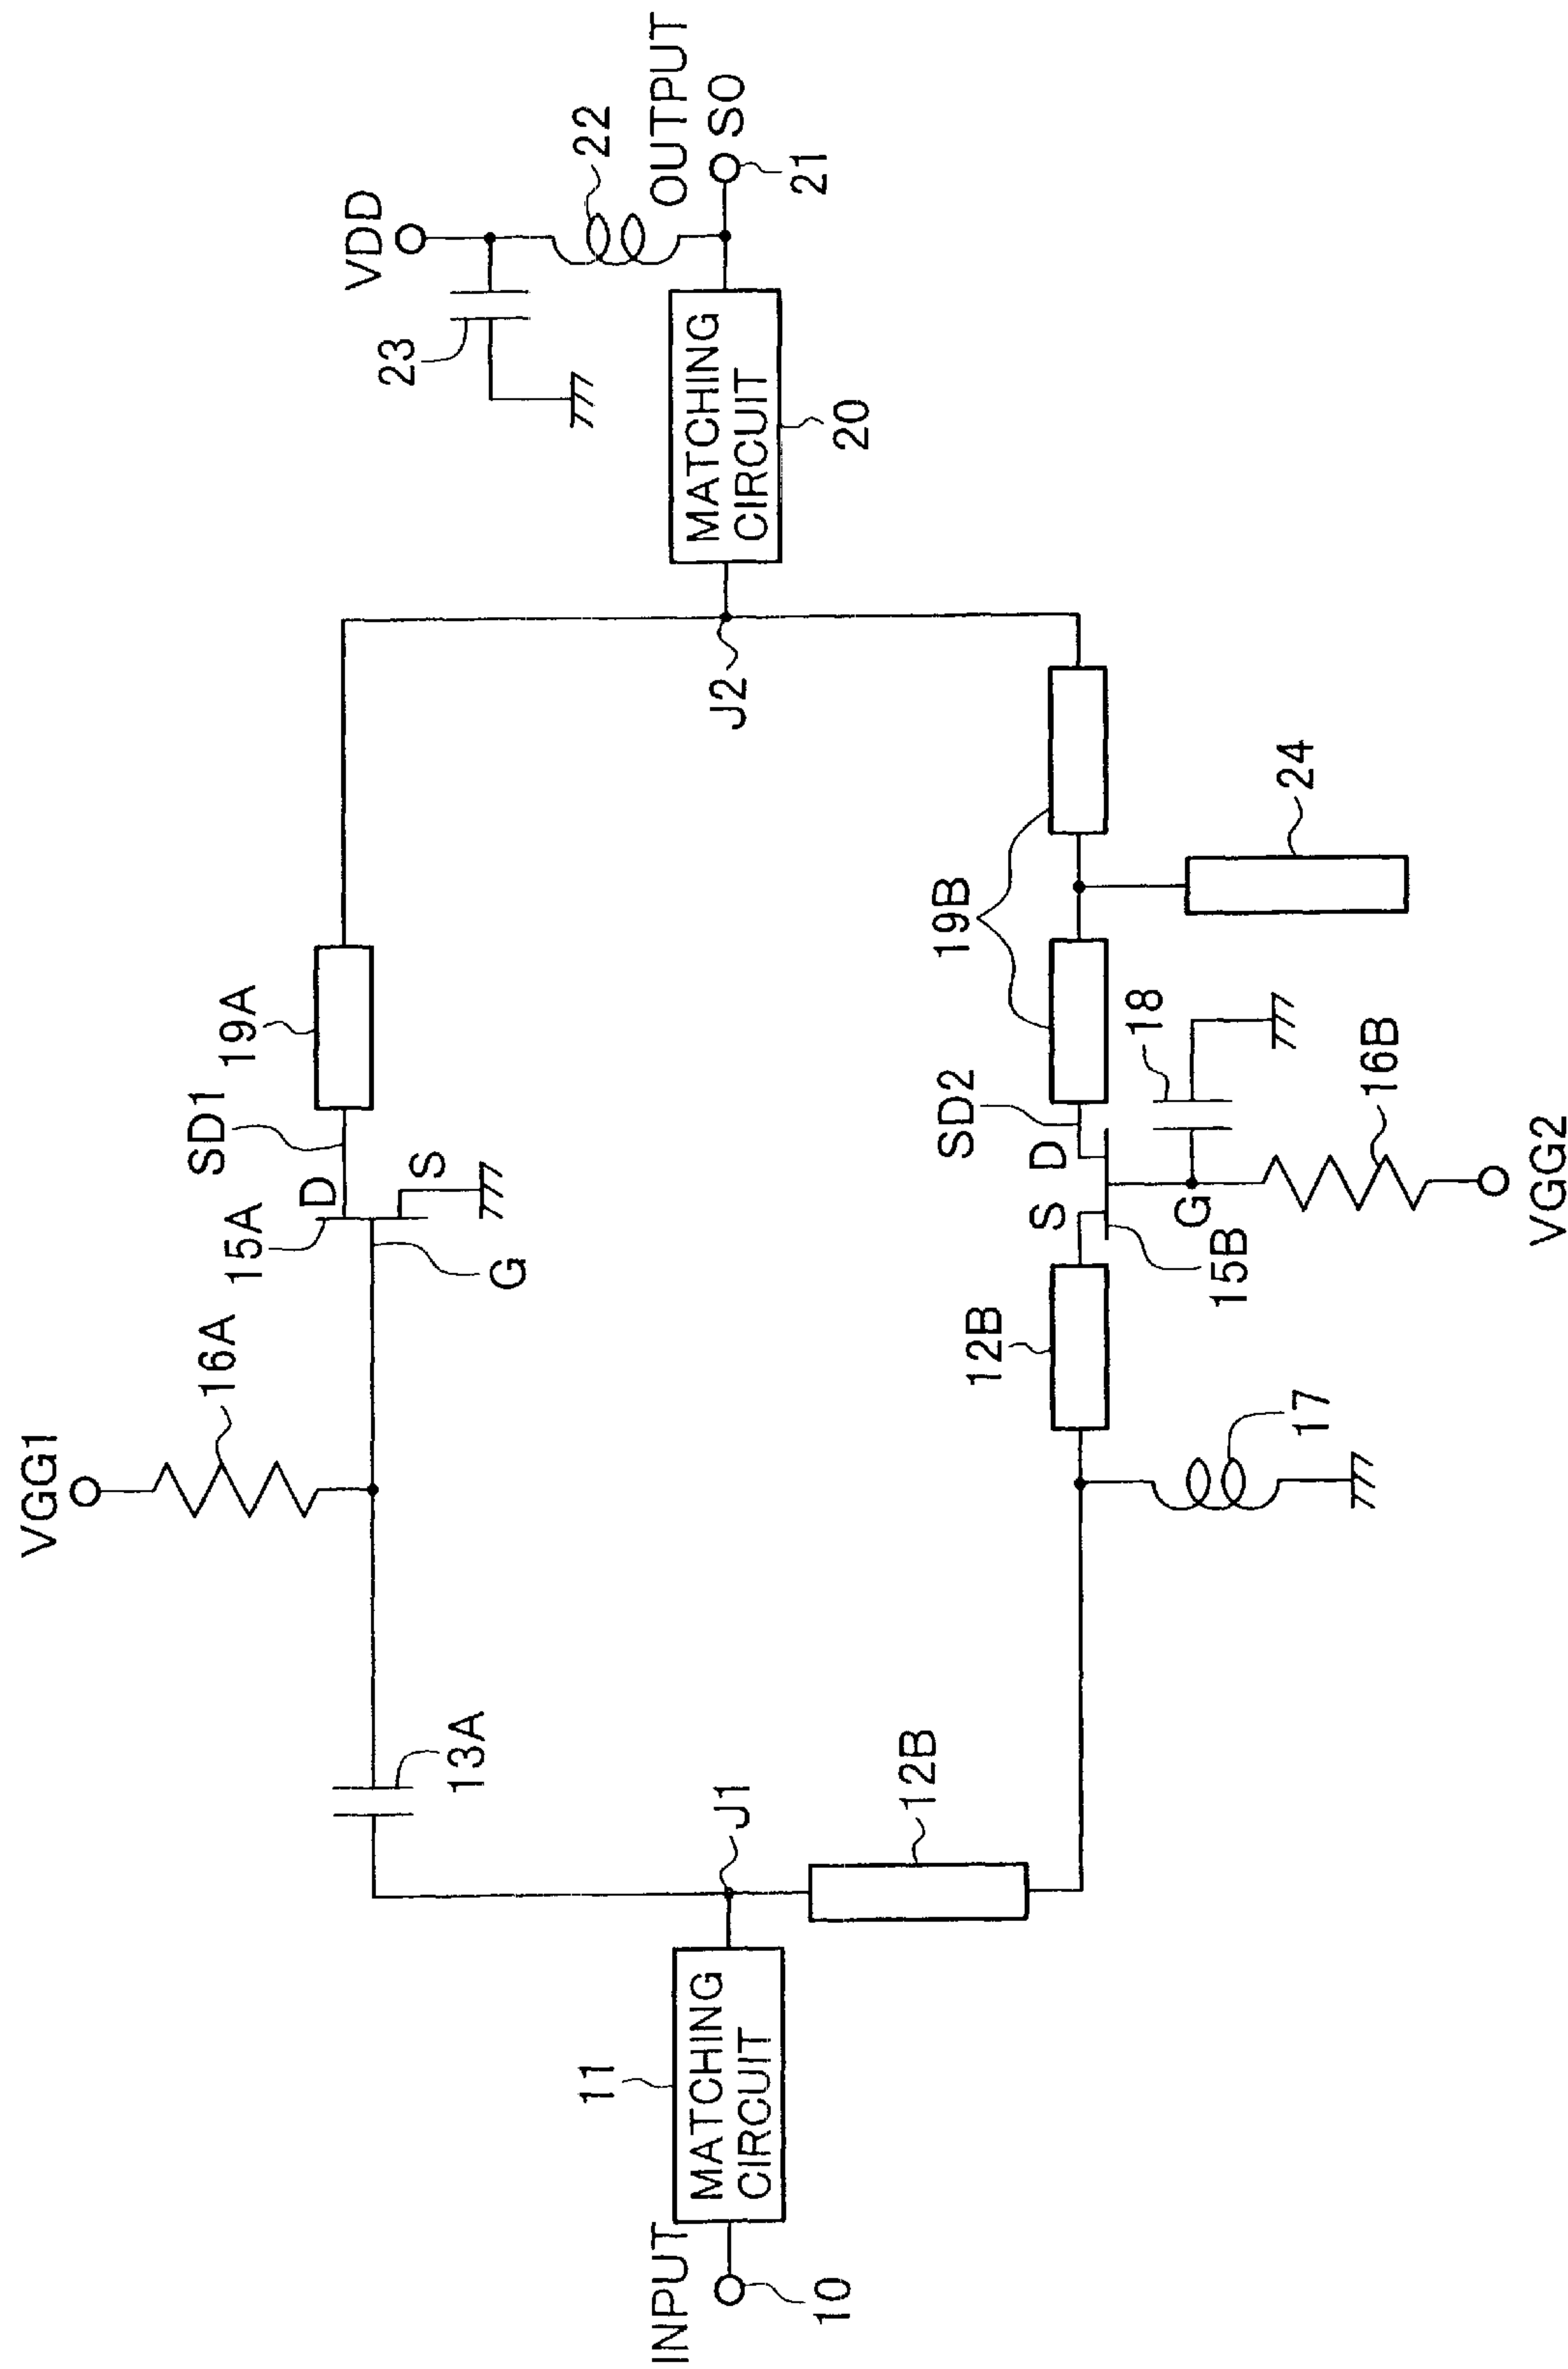 VGG1
16A
15A
D
SD1
19A
S
G
13A
VDD
23
22
OUTPUT
SO
21
MATCHING
CIRCUIT
20
J2
J1
INPUT
10
11
MATCHING
CIRCUIT
12B
12B
17
S
D
SD2
19B
G
15B
18
16B
VGG2
24